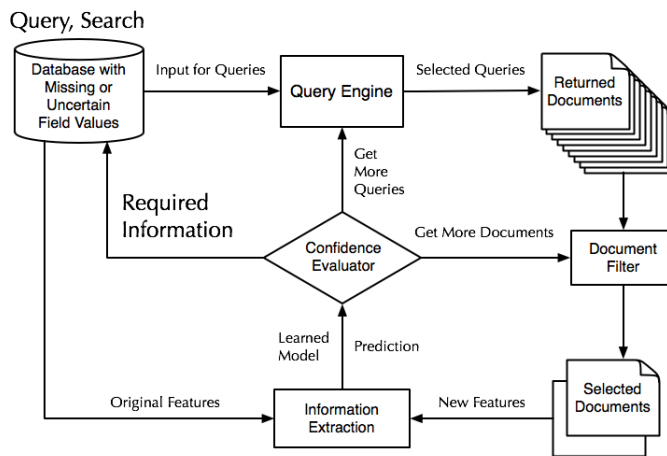 Query, Search
Database with
Missing or
Uncertain
Field Values
Input for Queries
Query Engine
Selected Queries
Returned
Documents
Get
More
Queries
Required
Information
Confidence
Evaluator
Get More Documents
Document
Filter
Learned
Model
Prediction
Original Features
Information
Extraction
New Features
Selected
Documents